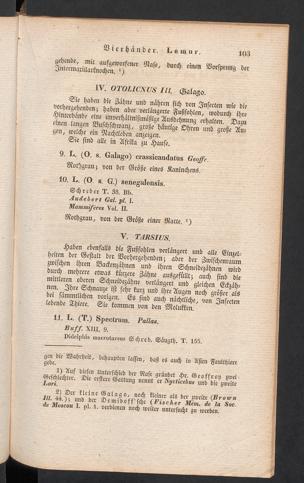 Vierhänder. Lemur. 103
gehende, mit aufgeworfener Nase, durch einen Vorsprung der
Intermaxillarknochen. ¹)
IV. OTOLICNUS Ill. Galago.
Sie haben die Zähne und nähren sich von Insecten wie die
vorhergehenden; haben aber verlängerte Fußsohlen, wodurch ihre
Hinterbeine eine unverhältnißmäßige Ausdehnung erhalten. Dazu
einen langen Buschschwanz, große häutige Ohren und große Au-
gen, welche ein Nachtleben anzeigen.
Sie sind alle in Afrika zu Hause.
9. L. (O. s. Galago) crassicaudatus Geoffr.
Rothgrau; von der Größe eines Kaninchens.
10. L. (O. s. G.) senegalensis.
Schreber T. 38. Bb.
Audebert Gal. pl. I.
Mammifères Vol. II.
Rothgrau, von der Größe einer Ratte. ²)
V. TARSIUS.
Haben ebenfalls die Fußsohlen verlängert und alle Einzel-
heiten der Gestalt der Vorhergehenden; aber der Zwischenraum
zwischen ihren Backenzähnen und ihren Schneidezähnen wird
durch mehrere etwas kürzere Zähne ausgefüllt; auch sind die
mittleren oberen Schneidezähne verlängert und gleichen Eckzäh-
nen. Ihre Schnauze ist sehr kurz und ihre Augen noch größer als
bei sämmtlichen vorigen. Es sind auch nächtliche, von Insecten
lebende Thiere. Sie kommen von den Molukken.
11. L. (T.) Spectrum. Pallas.
Buff. XIII, 9.
Didelphis macrotarsus Schreb. Säugth. T. 155.
gen die Wahrheit, behaupten lassen, daß es auch in Asien Faulthiere
gebe.
1) Auf diesen Unterschied der Nase gründet Hr. Geoffroy zwei
Geschlechter. Die erstere Gattung nennt er Nycticebus und die zweite
Lori.
2) Der kleine Galago, noch kleiner als der zweite (Brown
Ill. 44.); und der Demidoff'sche (Fischer Mém. de la Soc.
de Moscou I. pl. 1. verdienen noch weiter untersucht zu werden.